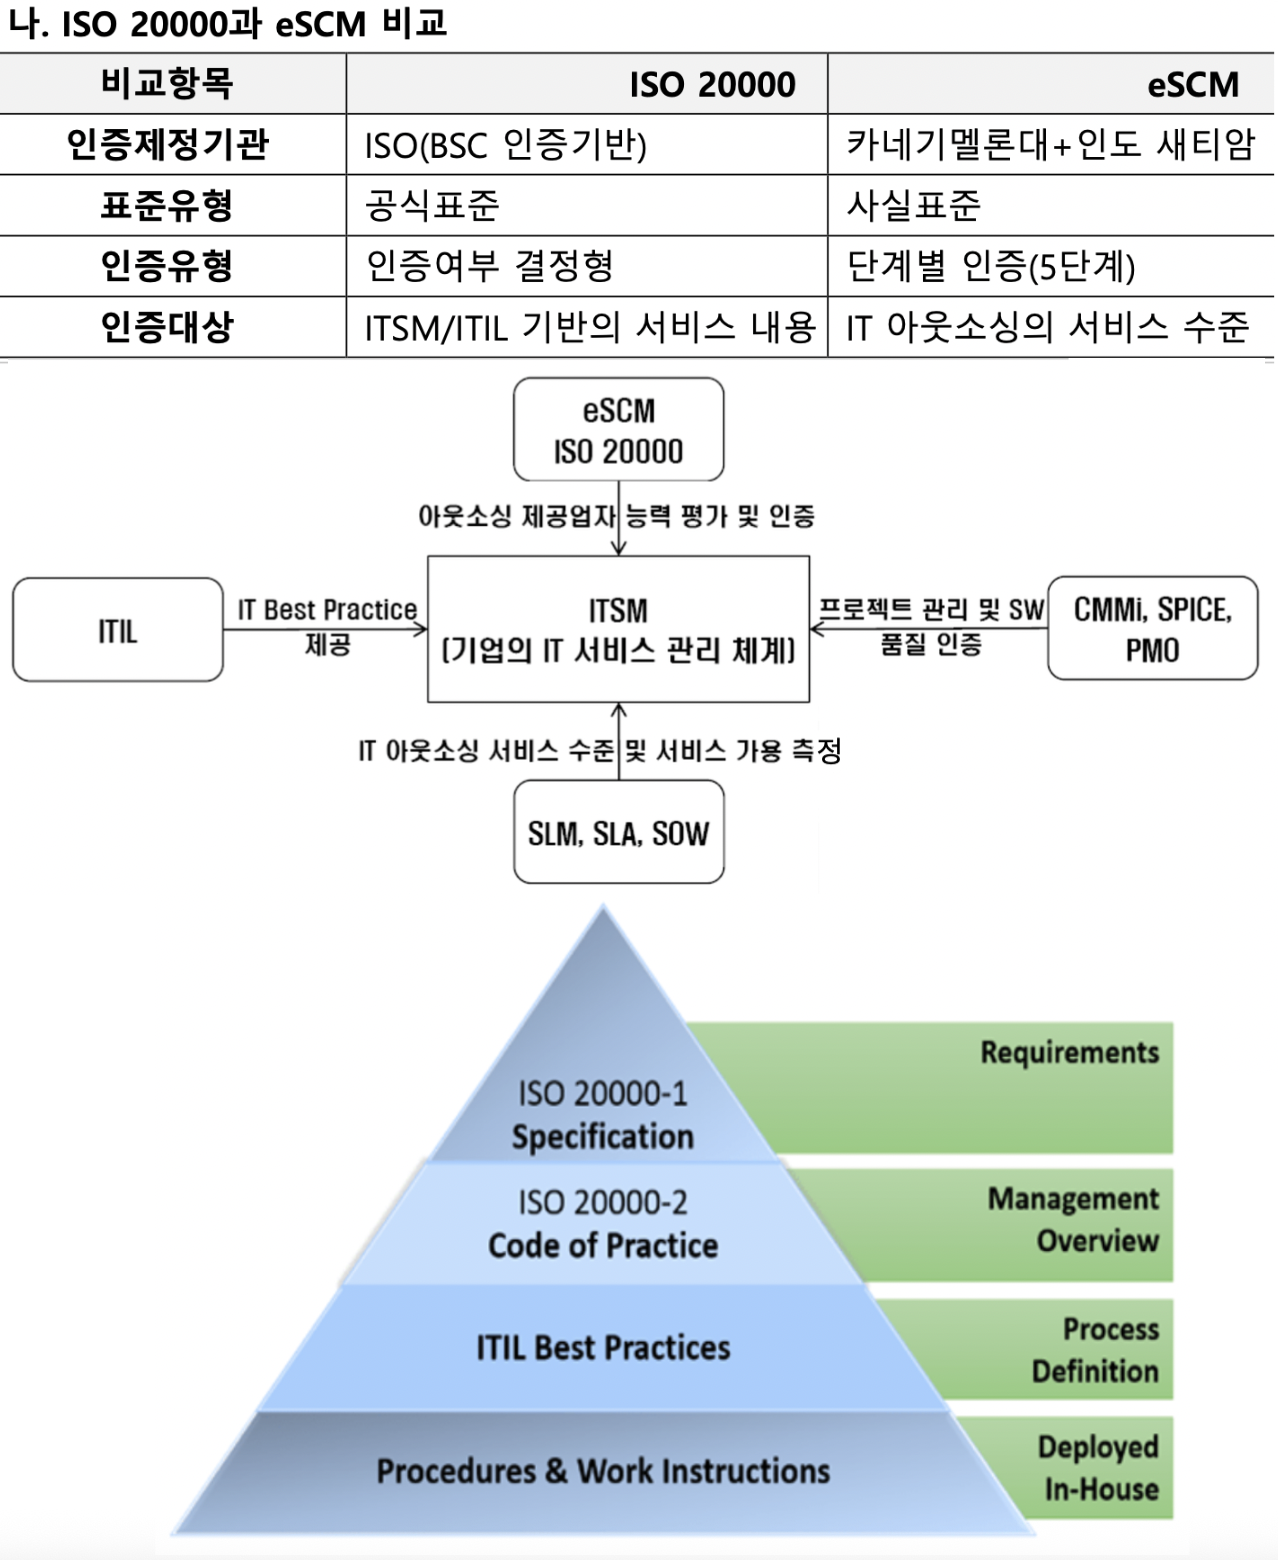 나. ISO 20000과 eSCM 비교
비교항목 ISO 20000 eSCM
인증제정기관 ISO(BSC 인증기반) 카네기멜론대+인도 새티암
표준유형 공식표준 사실표준
인증유형 인증여부 결정형 단계별 인증(5단계)
인증대상 ITSM/ITIL 기반의 서비스 내용 IT 아웃소싱의 서비스 수준
eSCM
ISO 20000
아웃소싱 제공업자 능력 평가 및 인증
ITIL
IT Best Practice
제공
ITSM
(기업의 IT 서비스 관리 체계)
프로젝트 관리 및 SW
품질 인증
CMMi, SPICE,
PMO
IT 아웃소싱 서비스 수준 및 서비스 가용 측정
SLM, SLA, SOW
ISO 20000-1
Specification
Requirements
ISO 20000-2
Code of Practice
Management
Overview
ITIL Best Practices
Process
Definition
Procedures & Work Instructions
Deployed
In-House